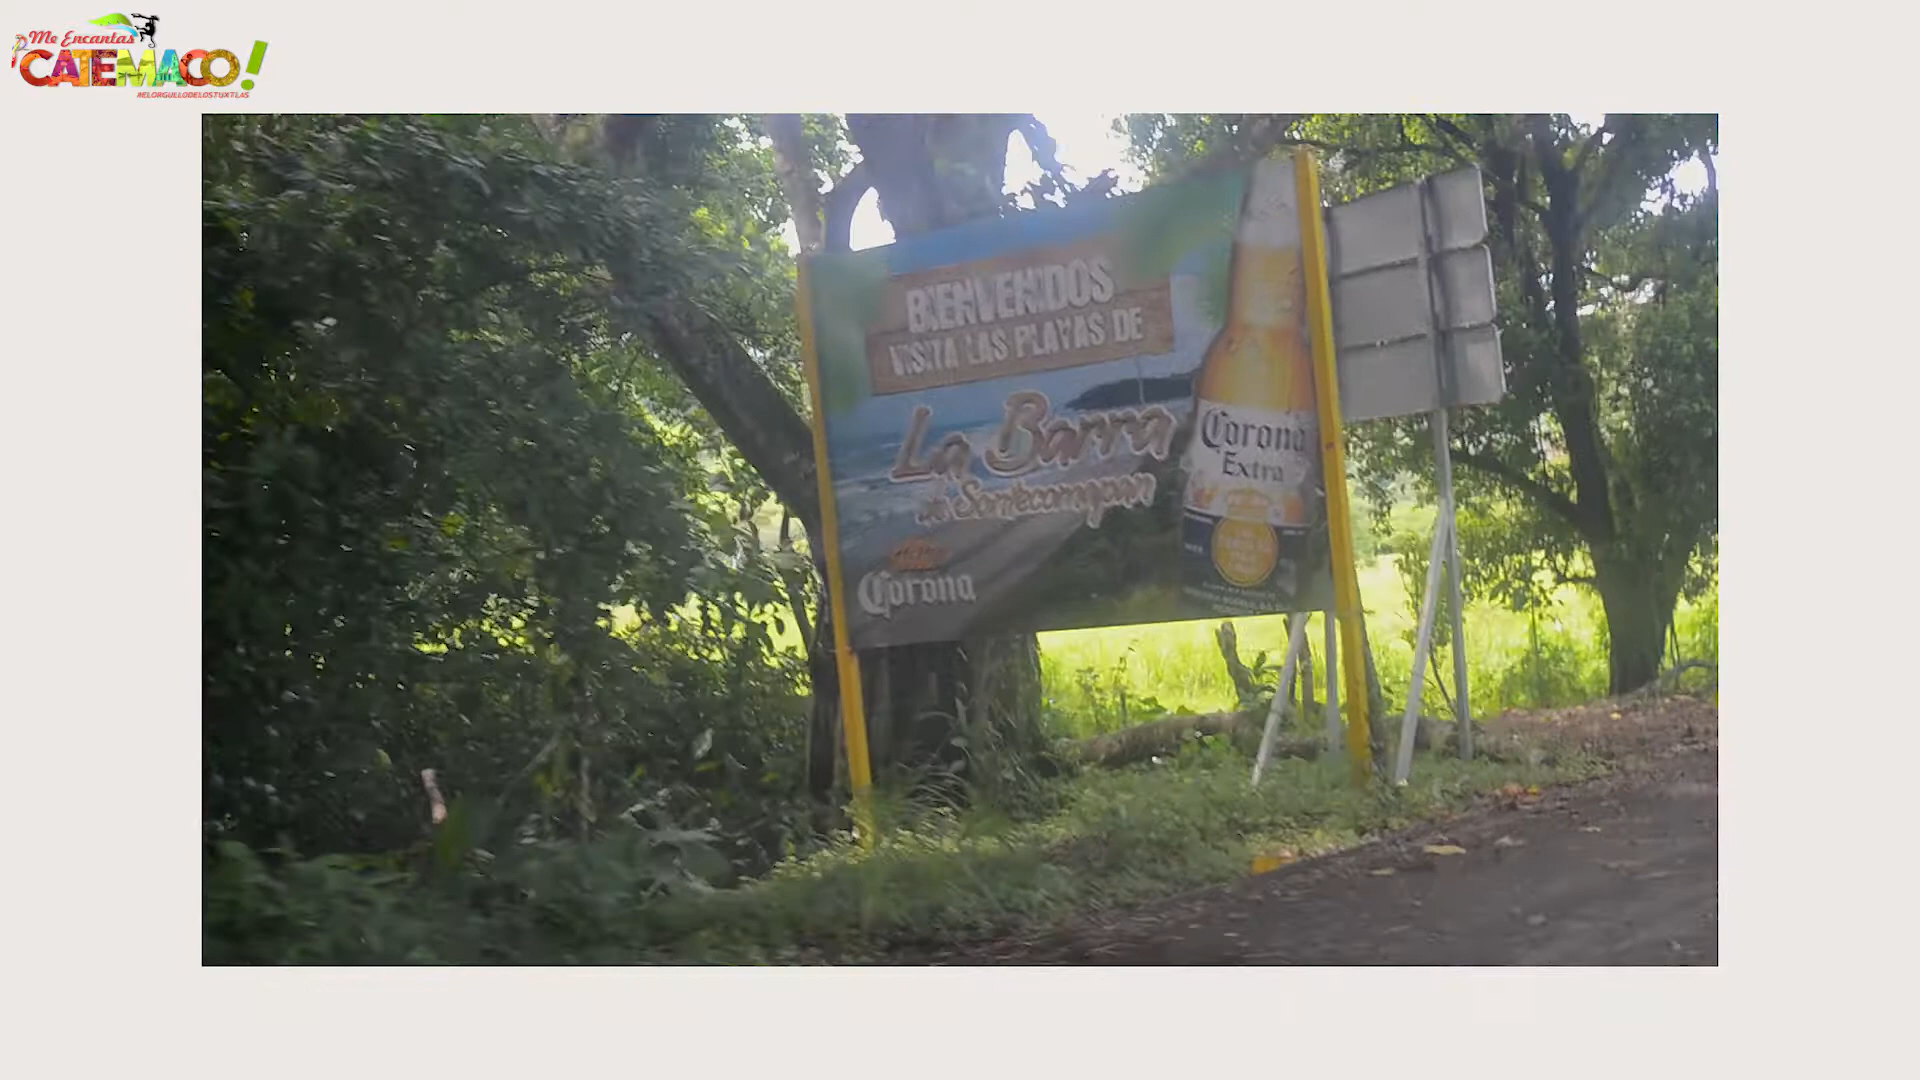 Me Encantas
CATEMACO!
#ELORGULLODELOSTUXTLAS
BIENVENIDOS
VISITA LAS PLAYAS DE
La Barra
de Sontecomapan
Corona
Corona
Extra